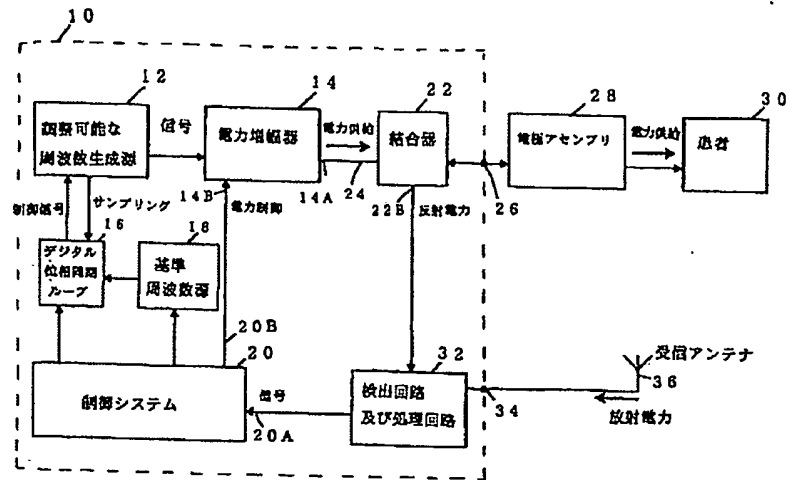 10
12
調整可能な
周波数生成源
信号
14
電力増幅器
電力供給
22
結合器
28
電極アセンブリ
電力供給
30
患者
14A
24
26
22B
反射電力
14B
電力制御
制御信号
サンプリング
16
デジタル
位相同期
ループ
18
基準
周波数源
20B
20
制御システム
信号
20A
32
検出回路
及び処理回路
34
受信アンテナ
36
放射電力